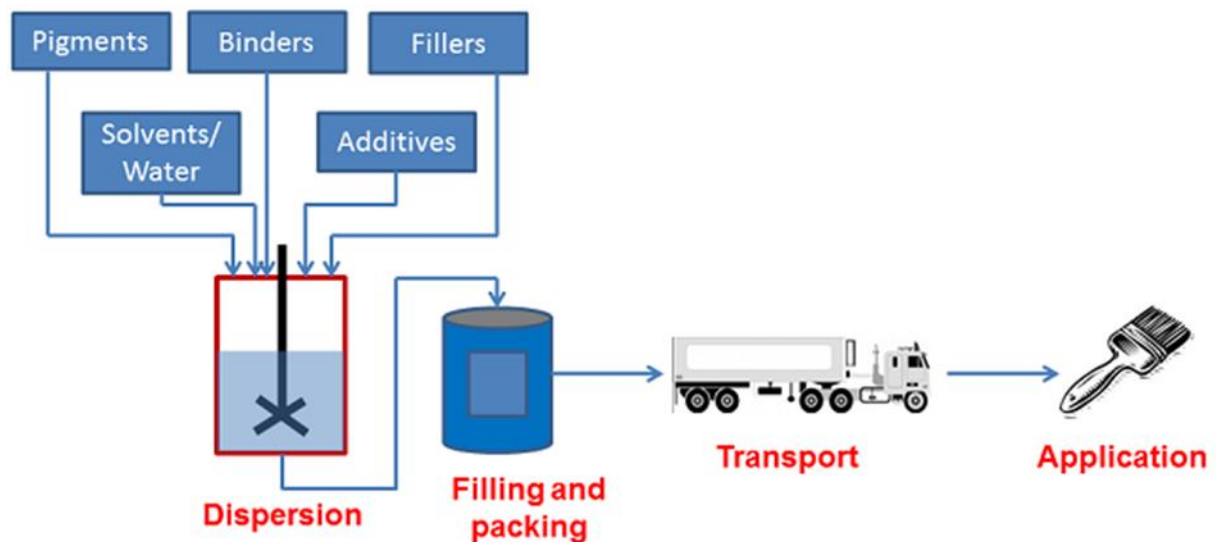 Pigments
Binders
Fillers
Solvents/
Water
Additives
Dispersion
Filling and
packing
Transport
Application